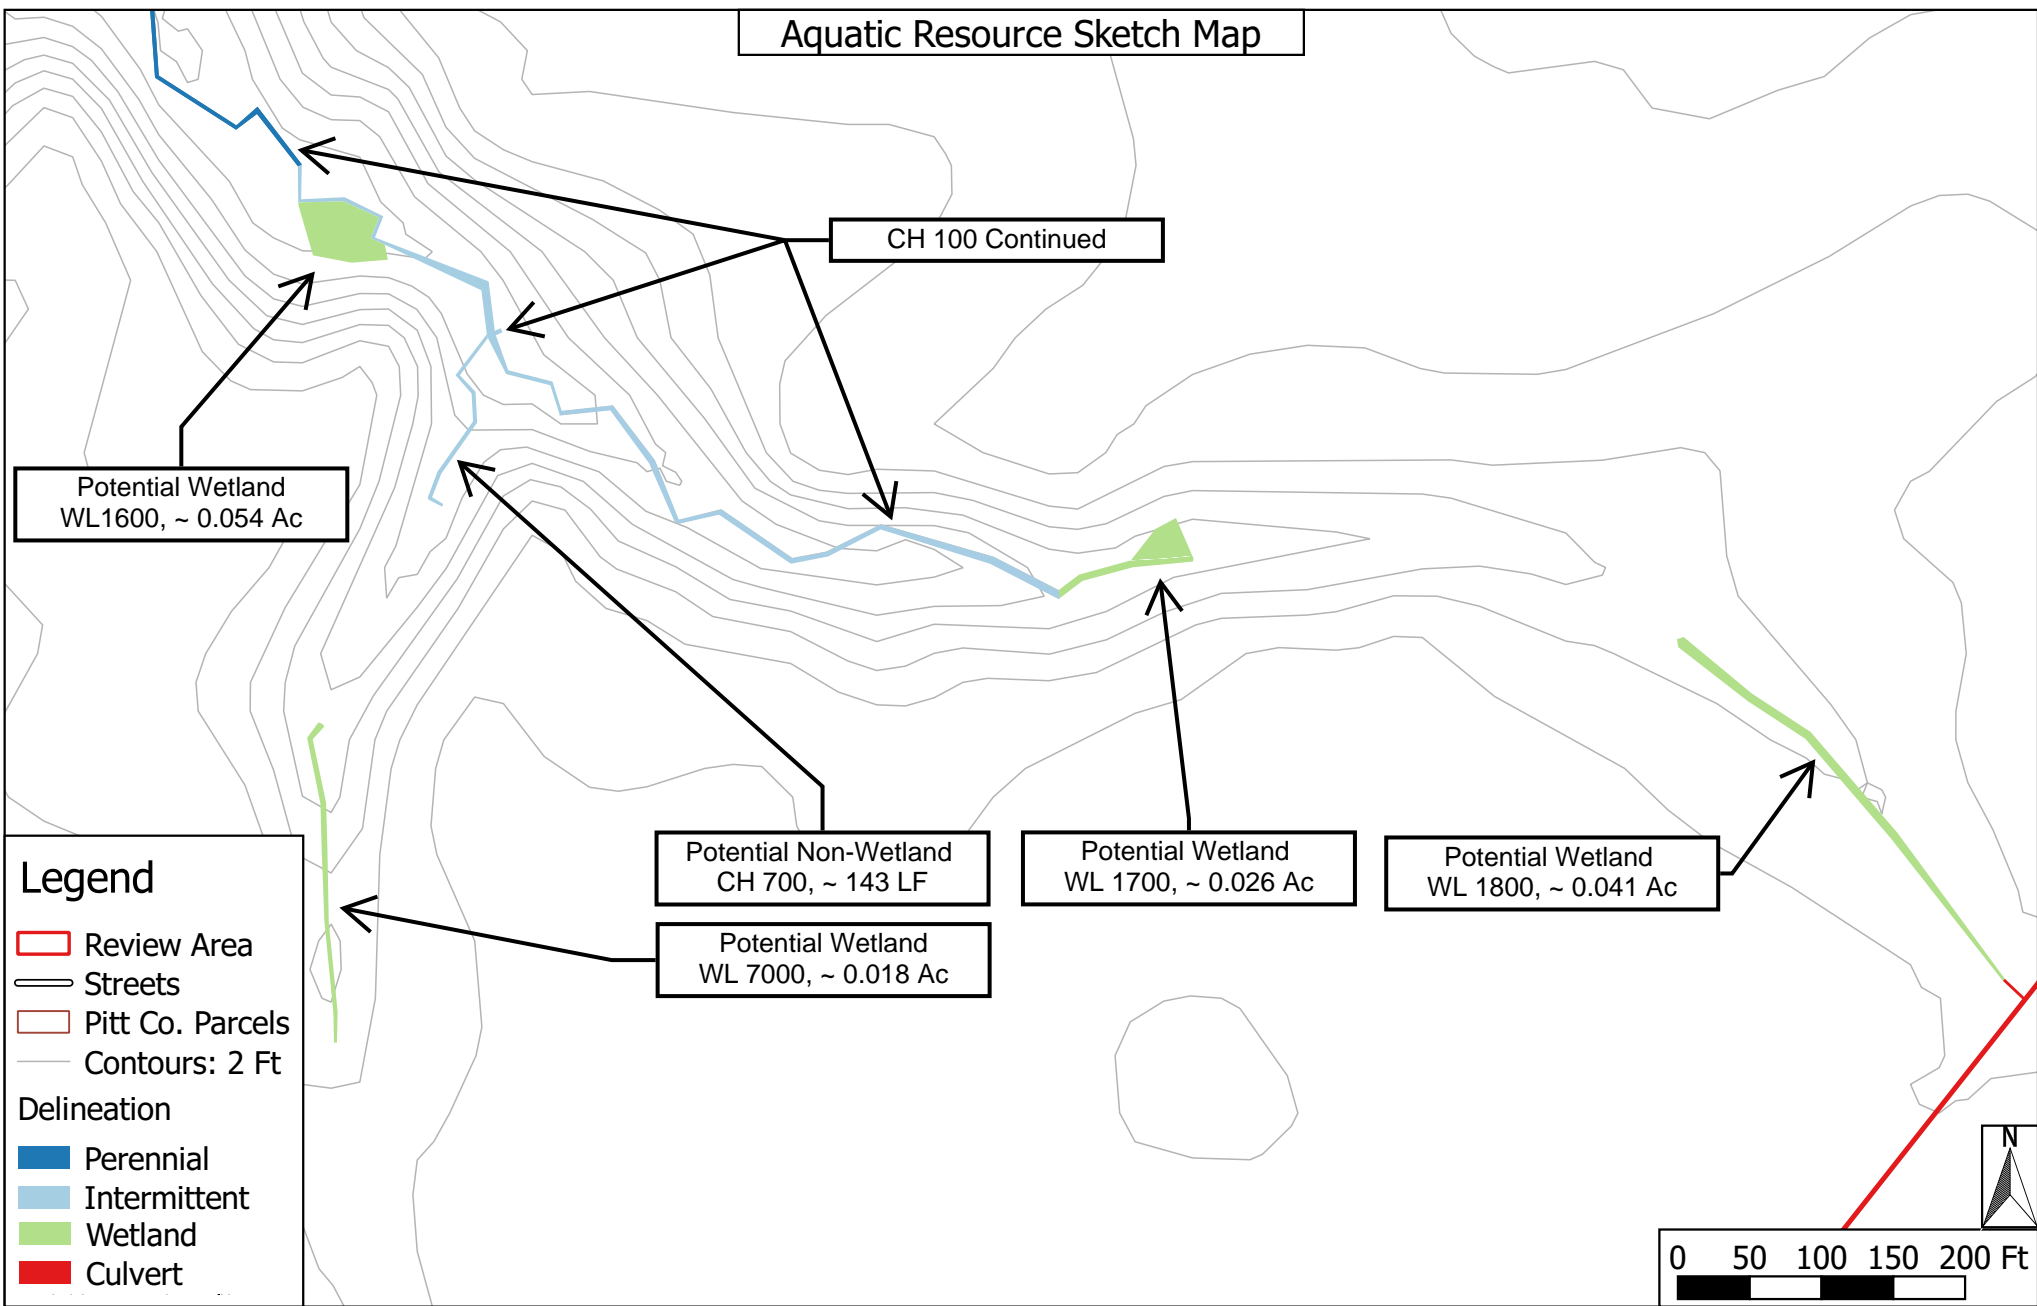 Aquatic Resource Sketch Map
CH 100 Continued
Potential Wetland
WL1600, ~ 0.054 Ac
Potential Non-Wetland
CH 700, ~ 143 LF
Potential Wetland
WL 1700, ~ 0.026 Ac
Potential Wetland
WL 1800, ~ 0.041 Ac
Potential Wetland
WL 7000, ~ 0.018 Ac
Legend
Review Area
Streets
Pitt Co. Parcels
Contours: 2 Ft
Delineation
Perennial
Intermittent
Wetland
Culvert
N
0 50 100 150 200 Ft